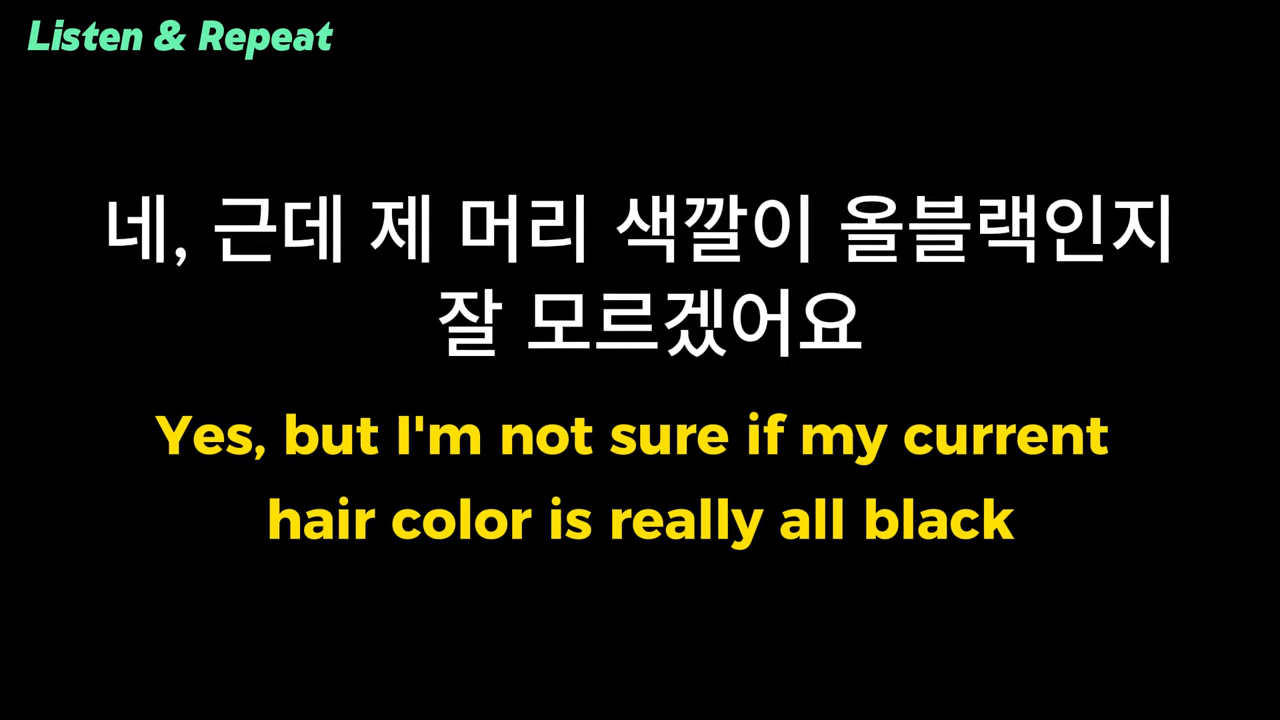 Listen & Repeat
네, 근데 제 머리 색깔이 올블랙인지
잘 모르겠어요
Yes, but I'm not sure if my current
hair color is really all black